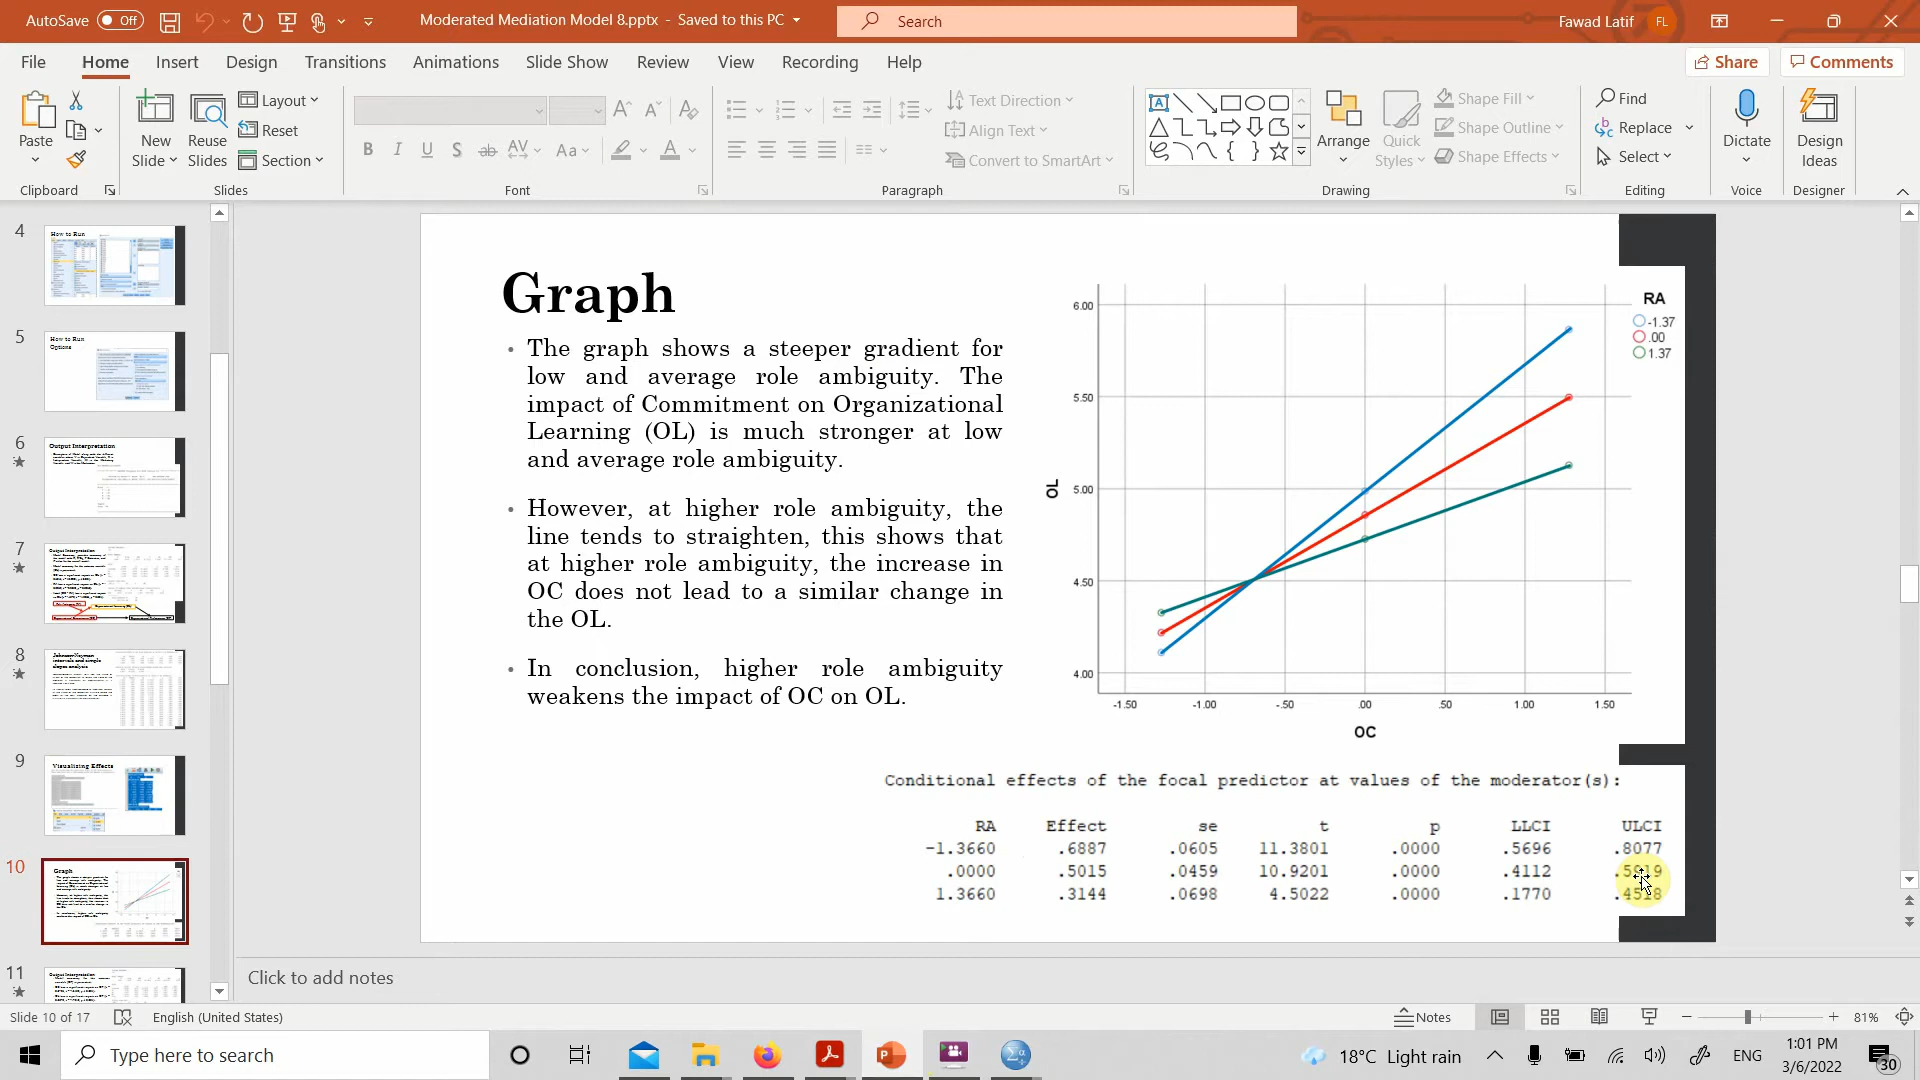 AutoSave Off
Moderated Mediation Model 8.pptx - Saved to this PC
Search
Fawad Latif FL
File Home Insert Design Transitions Animations Slide Show Review View Recording Help
Share Comments
Paste
New Slide
Reuse Slides
Layout
Reset
Section
Text Direction
Align Text
Convert to SmartArt
Arrange
Quick Styles
Shape Fill
Shape Outline
Shape Effects
Find
Replace
Select
Dictate
Design Ideas
Clipboard Slides Font Paragraph Drawing Editing Voice Designer
4
How to Run
5
How to Run
Options
6
Output Interpretation
7
Output Interpretation
8
Johnson-Neyman
intervals and simple
slopes analysis
9
Visualizing Effects
10
Graph
11
Output Interpretation
Graph
• The graph shows a steeper gradient for
low and average role ambiguity. The
impact of Commitment on Organizational
Learning (OL) is much stronger at low
and average role ambiguity.
• However, at higher role ambiguity, the
line tends to straighten, this shows that
at higher role ambiguity, the increase in
OC does not lead to a similar change in
the OL.
• In conclusion, higher role ambiguity
weakens the impact of OC on OL.
RA
-1.37
.00
1.37
6.00
5.50
5.00
4.50
4.00
OL
-1.50 -1.00 -.50 .00 .50 1.00 1.50
OC
Conditional effects of the focal predictor at values of the moderator(s):
RA Effect se t p LLCI ULCI
-1.3660 .6887 .0605 11.3801 .0000 .5696 .8077
.0000 .5015 .0459 10.9201 .0000 .4112 .5919
1.3660 .3144 .0698 4.5022 .0000 .1770 .4518
Click to add notes
Slide 10 of 17 English (United States) Notes 81%
Type here to search
18°C Light rain
ENG
1:01 PM
3/6/2022
30